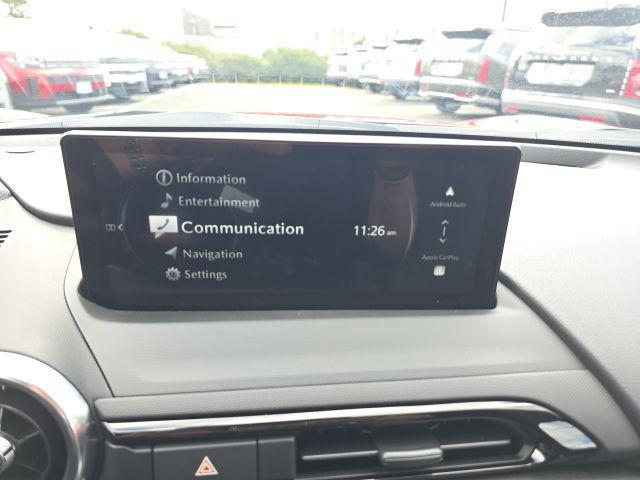 Information
Entertainment
Communication
Navigation
Settings
11:26 am
Android Auto
Apple CarPlay